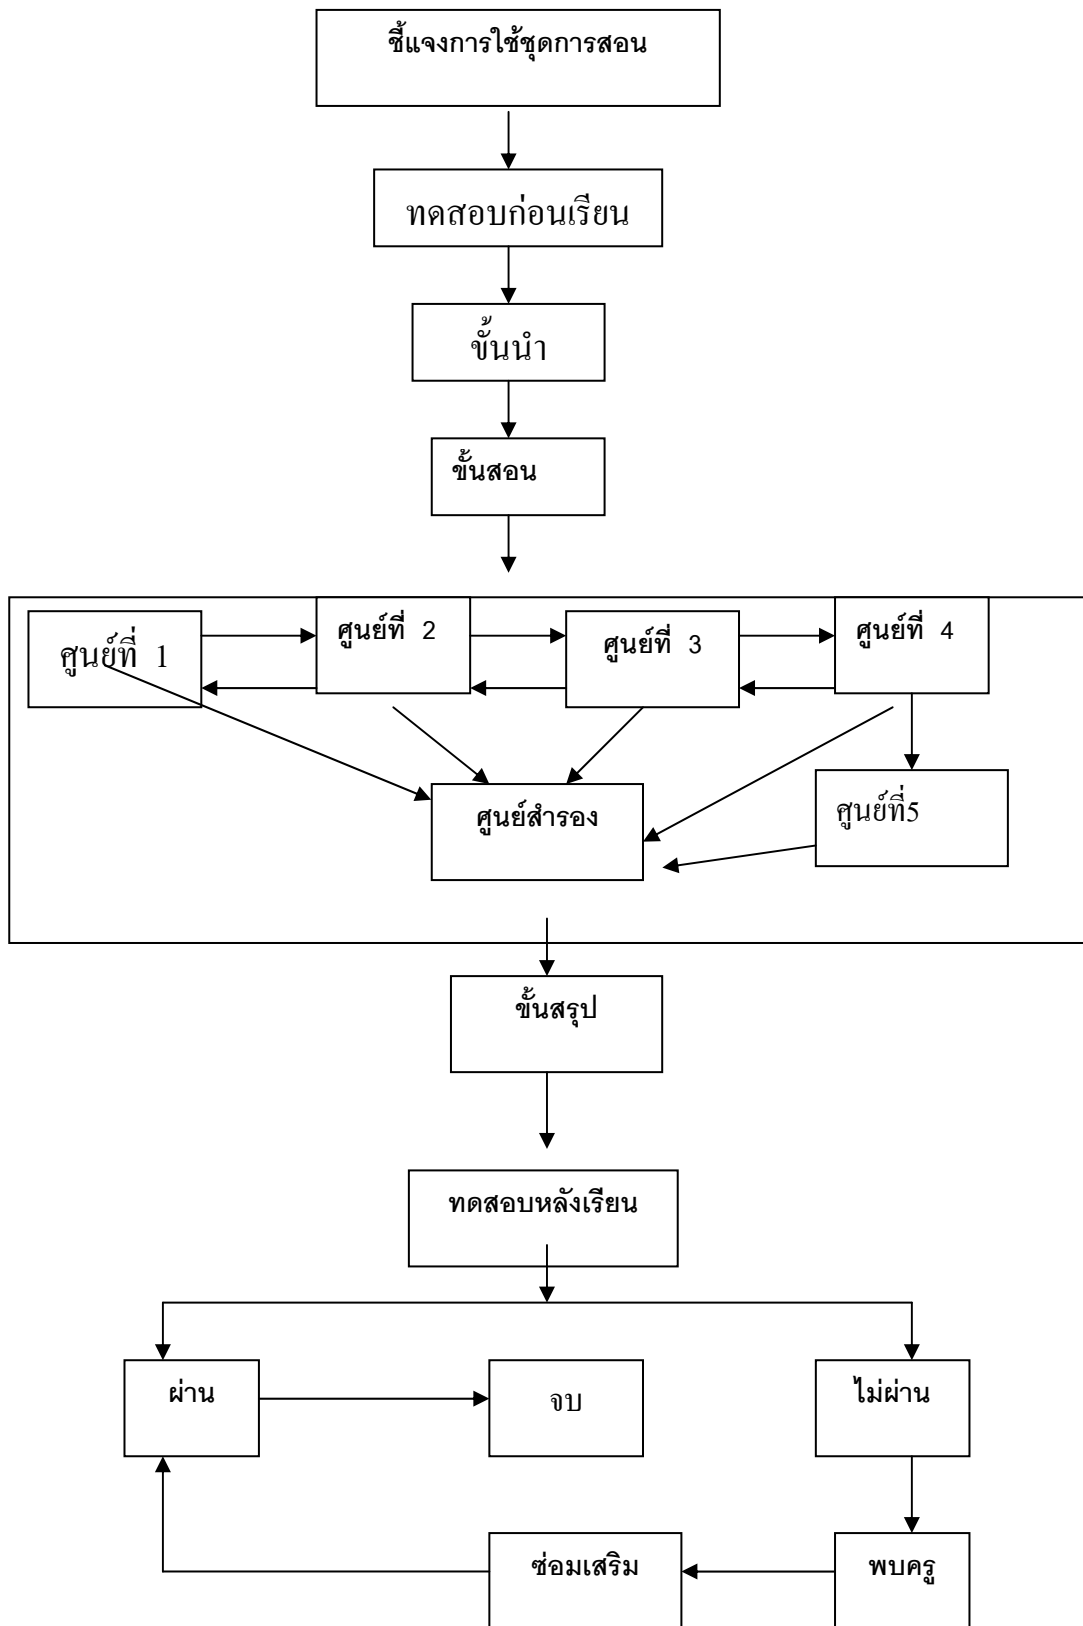 ชี้แจงการใช้ชุดการสอน
ทดสอบก่อนเรียน
ขั้นนำ
ขั้นสอน
ศูนย์ที่ 1
ศูนย์ที่ 2
ศูนย์ที่ 3
ศูนย์ที่ 4
ศูนย์สำรอง
ศูนย์ที่5
ขั้นสรุป
ทดสอบหลังเรียน
ผ่าน
จบ
ไม่ผ่าน
ซ่อมเสริม
พบครู